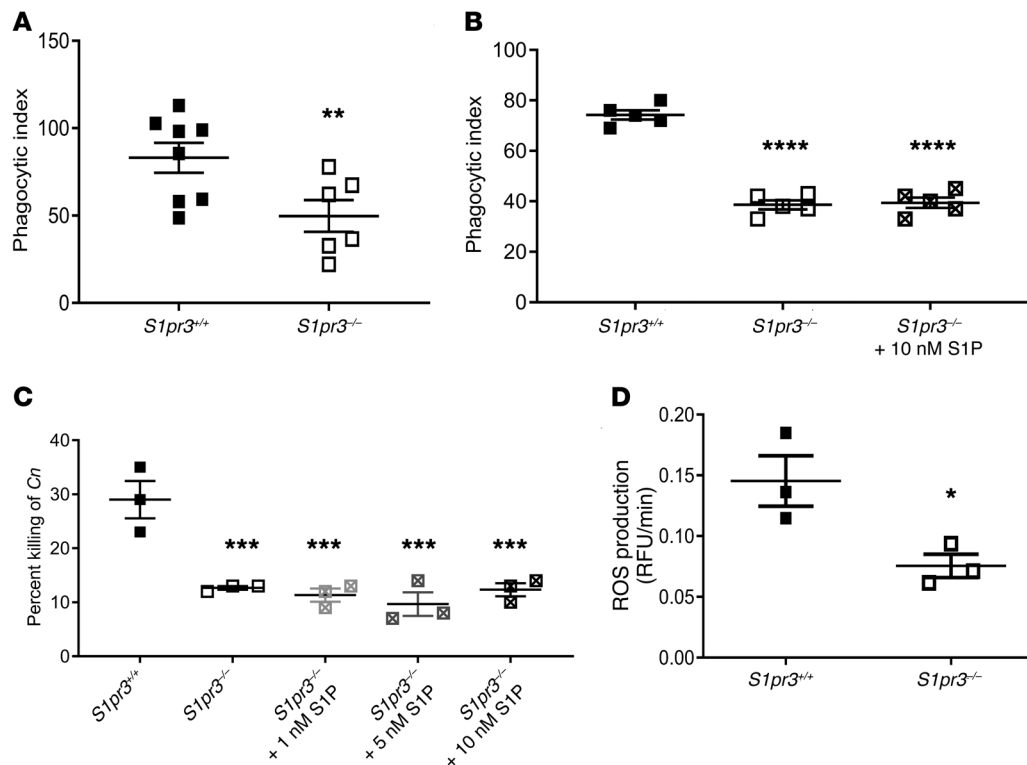 A
150
100
50
0
Phagocytic index
**
S1pr3+/+
S1pr3–/–
B
100
80
60
40
20
0
Phagocytic index
****
****
S1pr3+/+
S1pr3–/–
S1pr3–/–
+ 10 nM S1P
C
40
30
20
10
0
Percent killing of Cn
***
***
***
***
S1pr3+/+
S1pr3–/–
S1pr3–/–
+ 1 nM S1P
S1pr3–/–
+ 5 nM S1P
S1pr3–/–
+ 10 nM S1P
D
0.20
0.15
0.10
0.05
0.00
ROS production
(RFU/min)
*
S1pr3+/+
S1pr3–/–